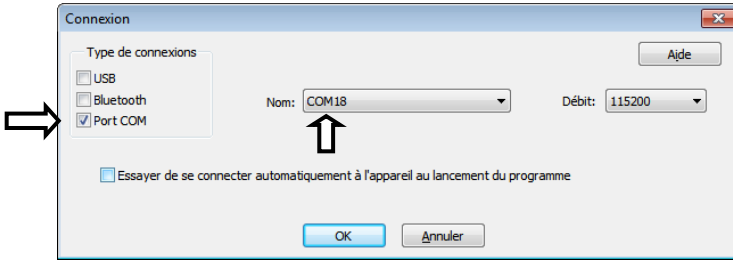 Connexion
Type de connexions
Aide
USB
Bluetooth
Nom: COM18 Débit: 115200
Port COM
Essayer de se connecter automatiquement à l'appareil au lancement du programme
OK Annuler